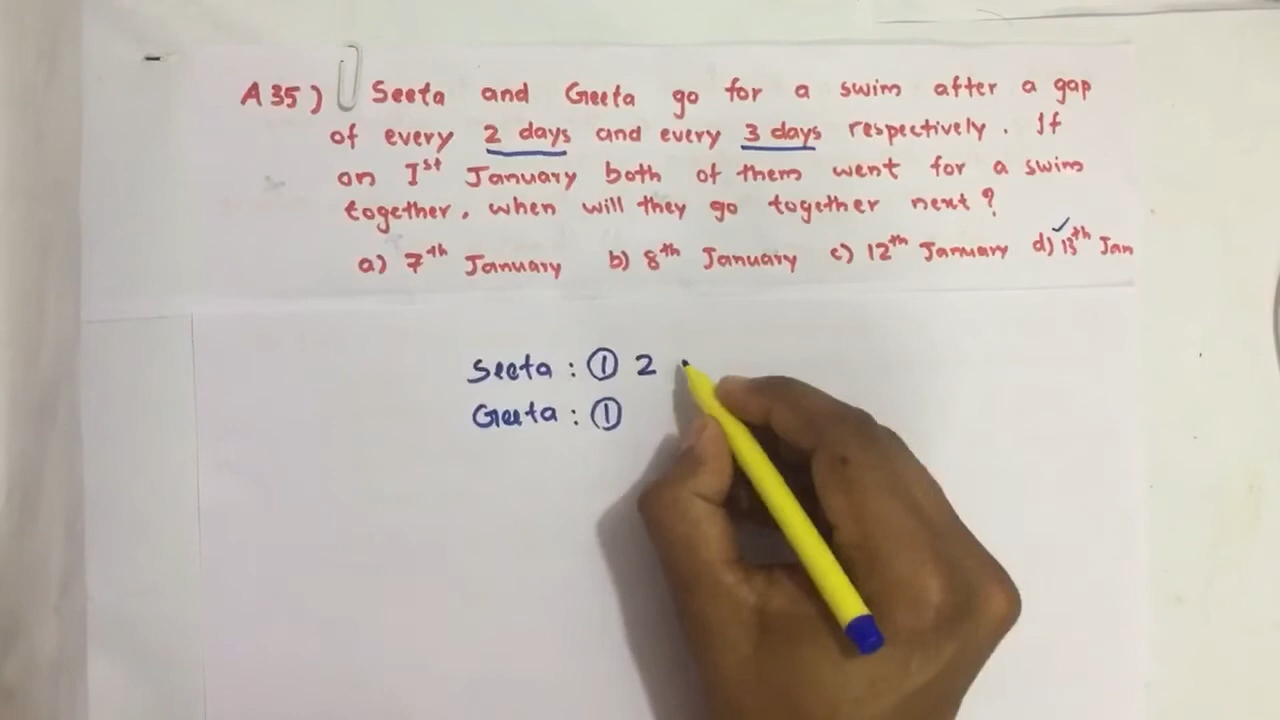 A 35) Seeta and Geeta go for a swim after a gap
of every 2 days and every 3 days respectively. If
on Ist January both of them went for a swim
together, when will they go together next?
a) 7th January b) 8th January c) 12th January d) 13th Jan
Seeta : 1 2
Geeta : 1